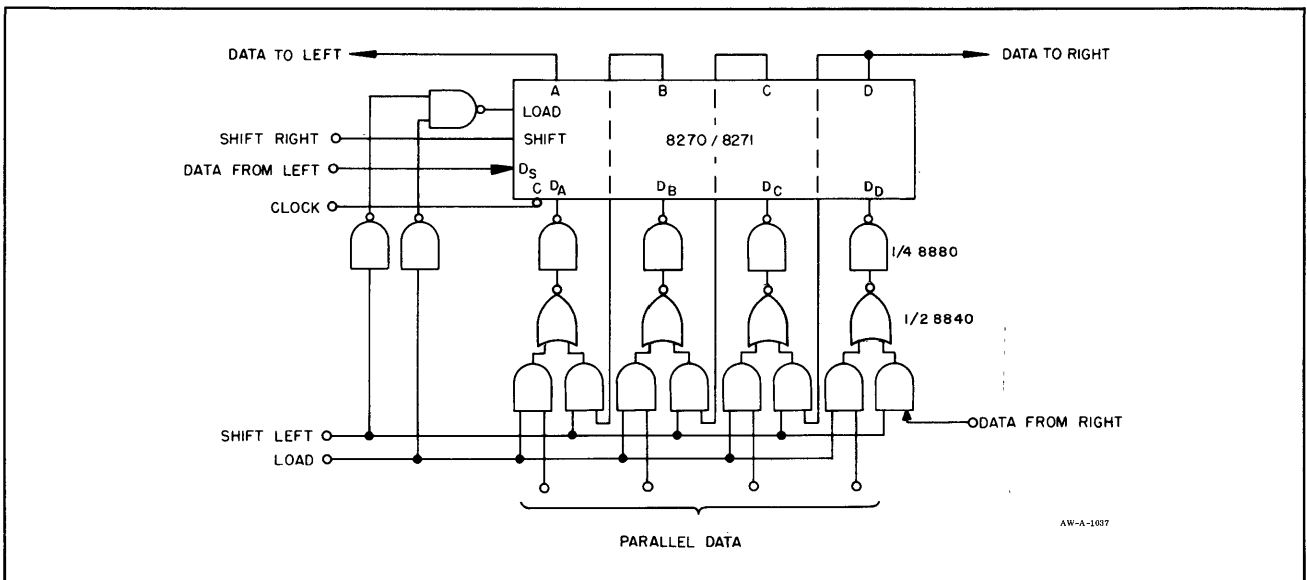 DATA TO LEFT
DATA TO RIGHT
A B C D
LOAD
SHIFT RIGHT
SHIFT
8270 / 8271
DATA FROM LEFT
DS
C DA DB DC DD
CLOCK
1/4 8880
1/2 8840
SHIFT LEFT
DATA FROM RIGHT
LOAD
AW-A-1037
PARALLEL DATA